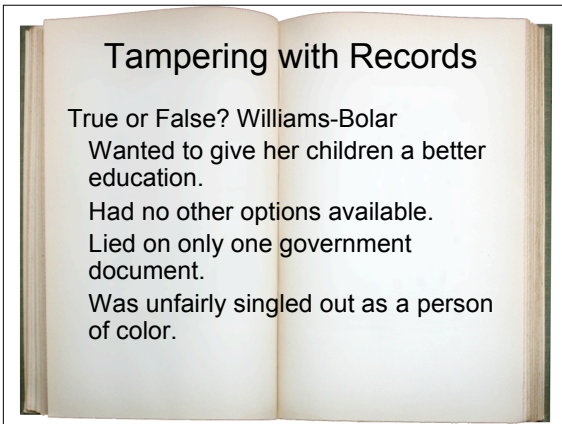 Tampering with Records
True or False? Williams-Bolar
Wanted to give her children a better
education.
Had no other options available.
Lied on only one government
document.
Was unfairly singled out as a person
of color.